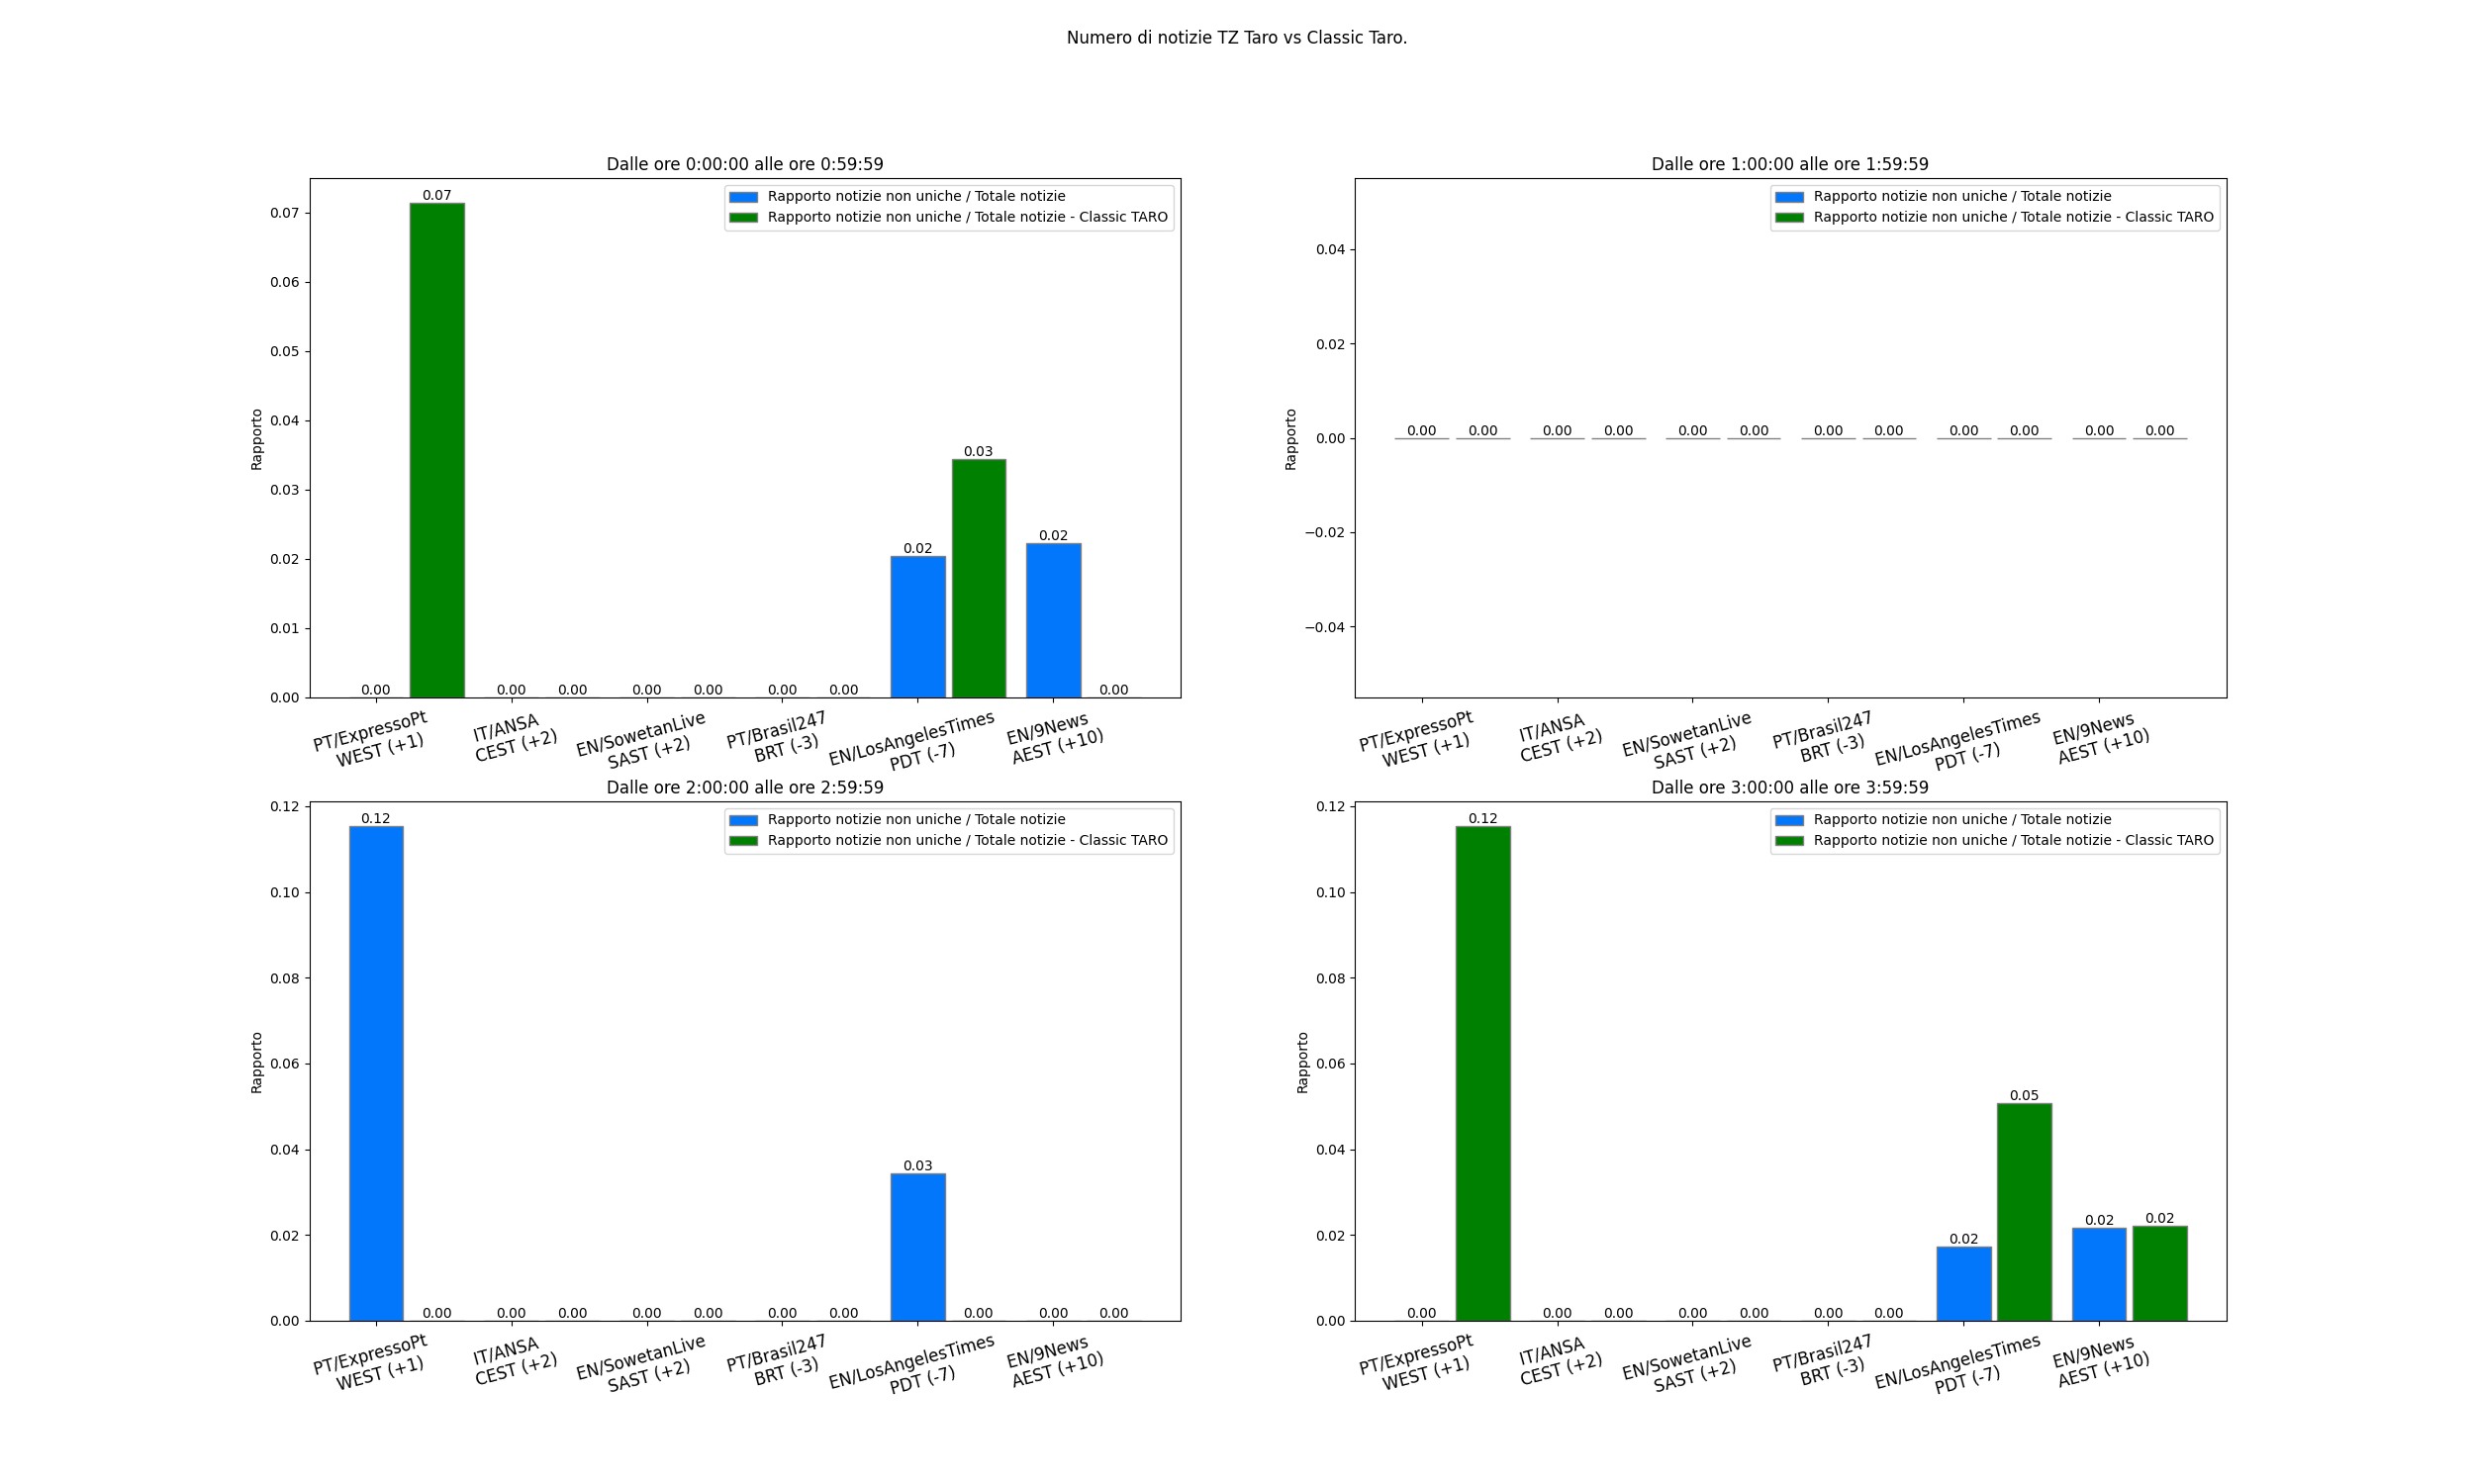 Numero di notizie TZ Taro vs Classic Taro.
Dalle ore 0:00:00 alle ore 0:59:59
Rapporto notizie non uniche / Totale notizie
Rapporto notizie non uniche / Totale notizie - Classic TARO
Rapporto
0.07
0.06
0.05
0.04
0.03
0.02
0.01
0.00
0.00
0.07
0.00
0.00
0.00
0.00
0.00
0.00
0.02
0.03
0.02
0.00
PT/ExpressoPt
WEST (+1)
IT/ANSA
CEST (+2)
EN/SowetanLive
SAST (+2)
PT/Brasil247
BRT (-3)
EN/LosAngelesTimes
PDT (-7)
EN/9News
AEST (+10)
Dalle ore 1:00:00 alle ore 1:59:59
Rapporto notizie non uniche / Totale notizie
Rapporto notizie non uniche / Totale notizie - Classic TARO
Rapporto
0.04
0.02
0.00
−0.02
−0.04
0.00
0.00
0.00
0.00
0.00
0.00
0.00
0.00
0.00
0.00
0.00
0.00
PT/ExpressoPt
WEST (+1)
IT/ANSA
CEST (+2)
EN/SowetanLive
SAST (+2)
PT/Brasil247
BRT (-3)
EN/LosAngelesTimes
PDT (-7)
EN/9News
AEST (+10)
Dalle ore 2:00:00 alle ore 2:59:59
Rapporto notizie non uniche / Totale notizie
Rapporto notizie non uniche / Totale notizie - Classic TARO
Rapporto
0.12
0.10
0.08
0.06
0.04
0.02
0.00
0.12
0.00
0.00
0.00
0.00
0.00
0.00
0.00
0.03
0.00
0.00
0.00
PT/ExpressoPt
WEST (+1)
IT/ANSA
CEST (+2)
EN/SowetanLive
SAST (+2)
PT/Brasil247
BRT (-3)
EN/LosAngelesTimes
PDT (-7)
EN/9News
AEST (+10)
Dalle ore 3:00:00 alle ore 3:59:59
Rapporto notizie non uniche / Totale notizie
Rapporto notizie non uniche / Totale notizie - Classic TARO
Rapporto
0.12
0.10
0.08
0.06
0.04
0.02
0.00
0.00
0.12
0.00
0.00
0.00
0.00
0.00
0.00
0.02
0.05
0.02
0.02
PT/ExpressoPt
WEST (+1)
IT/ANSA
CEST (+2)
EN/SowetanLive
SAST (+2)
PT/Brasil247
BRT (-3)
EN/LosAngelesTimes
PDT (-7)
EN/9News
AEST (+10)